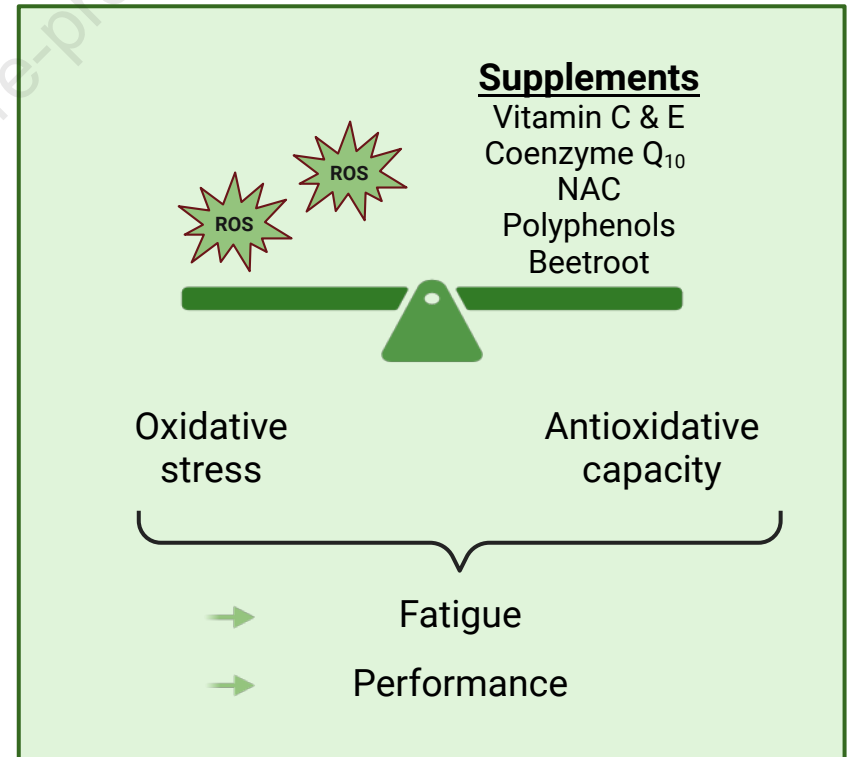 Supplements
Vitamin C & E
Coenzyme Q₁₀
NAC
Polyphenols
Beetroot
ROS
ROS
Oxidative
stress
Antioxidative
capacity
Fatigue
Performance